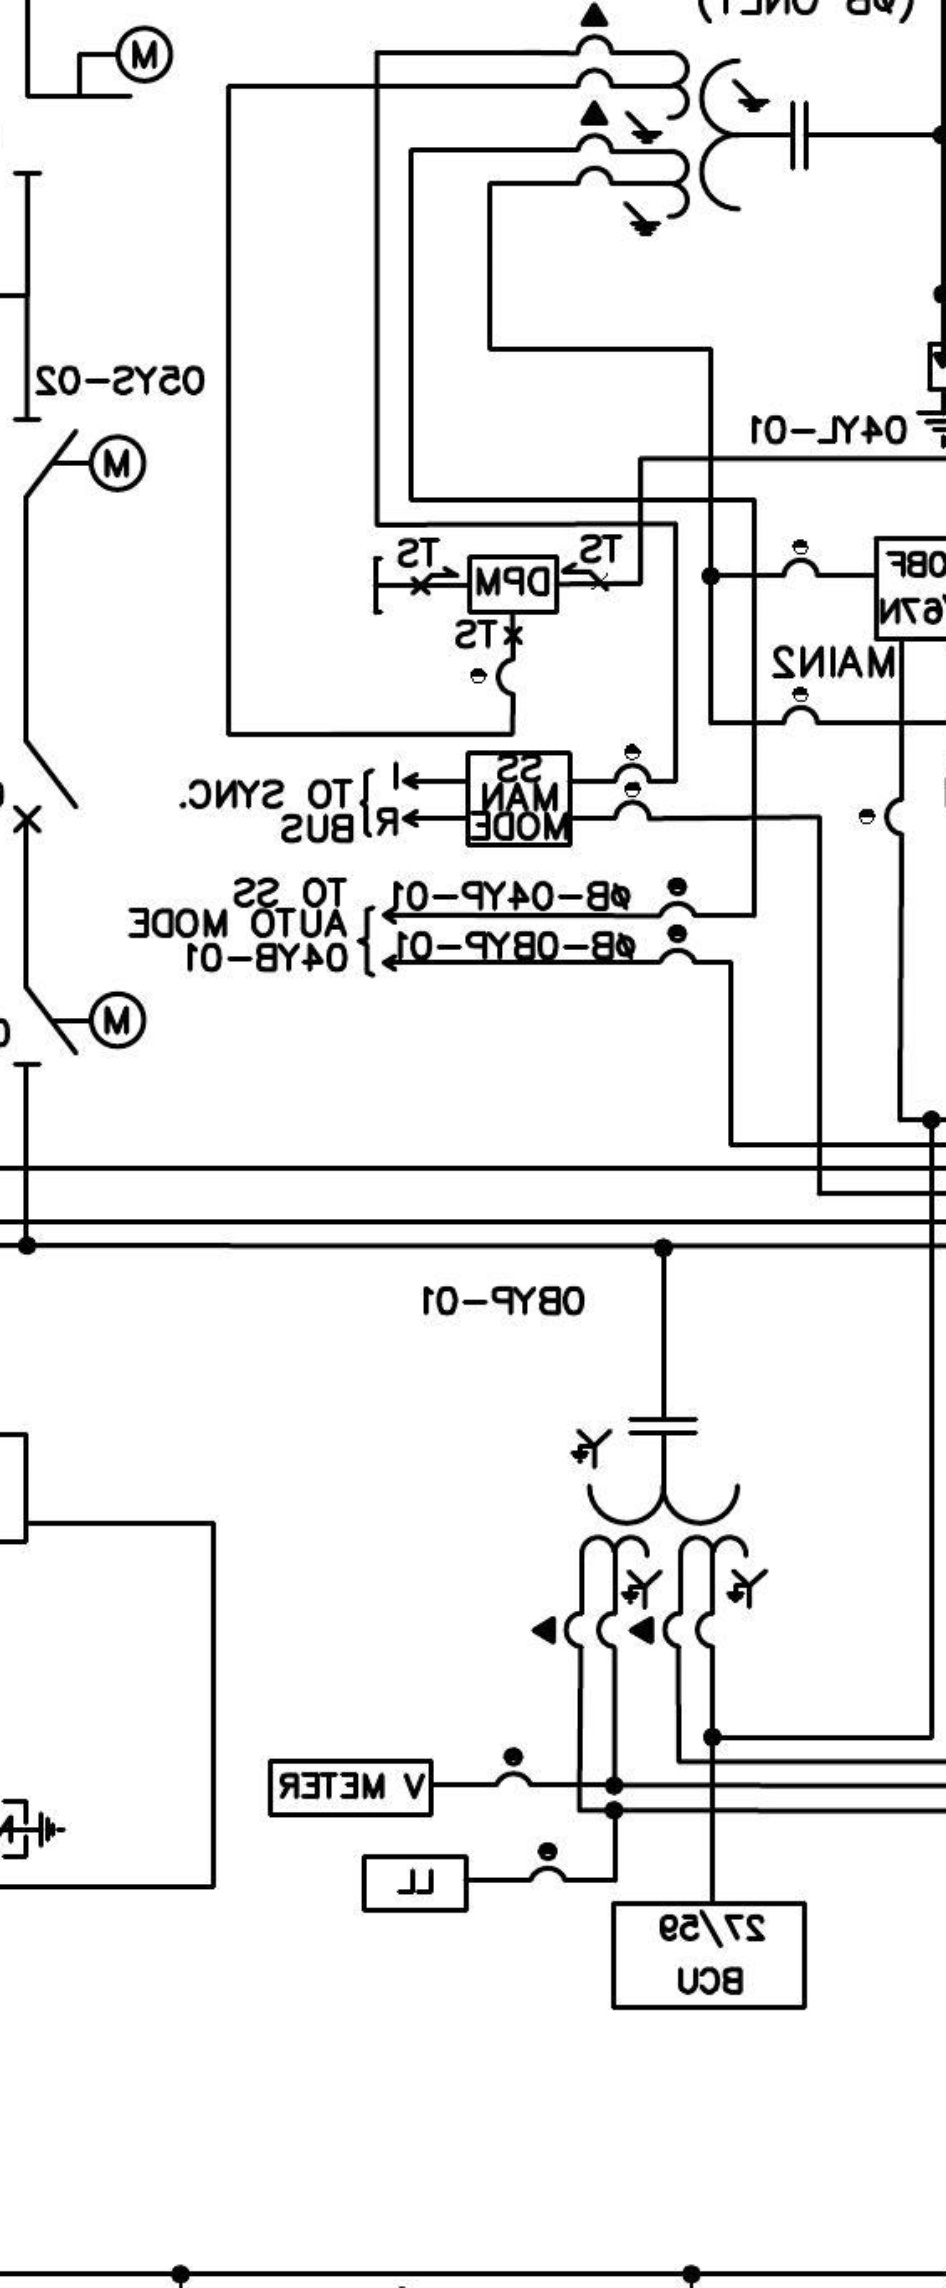 (øB ONLY)
M
05YS-02
M
04YL-01
TS
TS
DPM
TS
0BF
/67N
MAIN2
SS
MAN
MODE
I
R
TO SYNC.
BUS
øB-04YP-01
øB-0BYP-01
TO SS
AUTO MODE
04YB-01
M
0BYP-01
V METER
LL
27/59
BCU